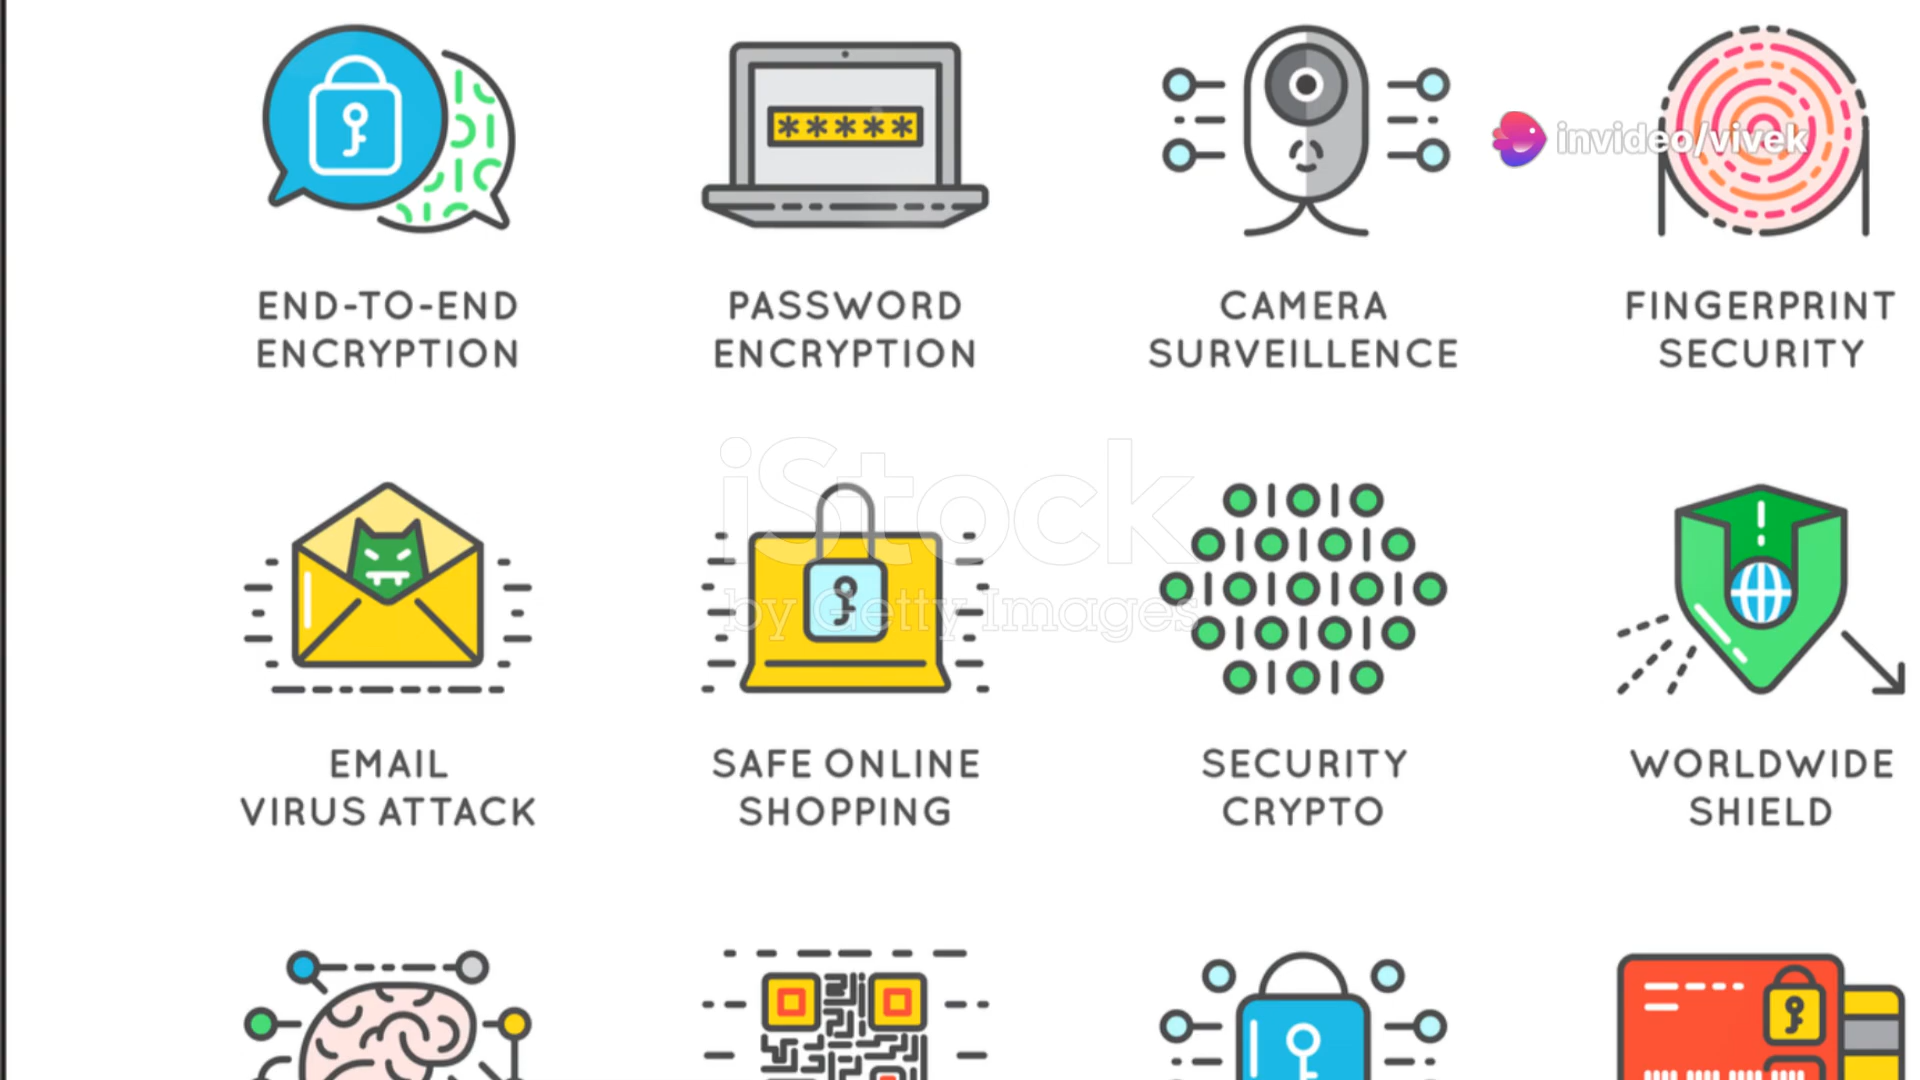 invideo/vivek
*****
END-TO-END
ENCRYPTION
PASSWORD
ENCRYPTION
CAMERA
SURVEILLENCE
FINGERPRINT
SECURITY
iStock
by Getty Images
EMAIL
VIRUS ATTACK
SAFE ONLINE
SHOPPING
SECURITY
CRYPTO
WORLDWIDE
SHIELD